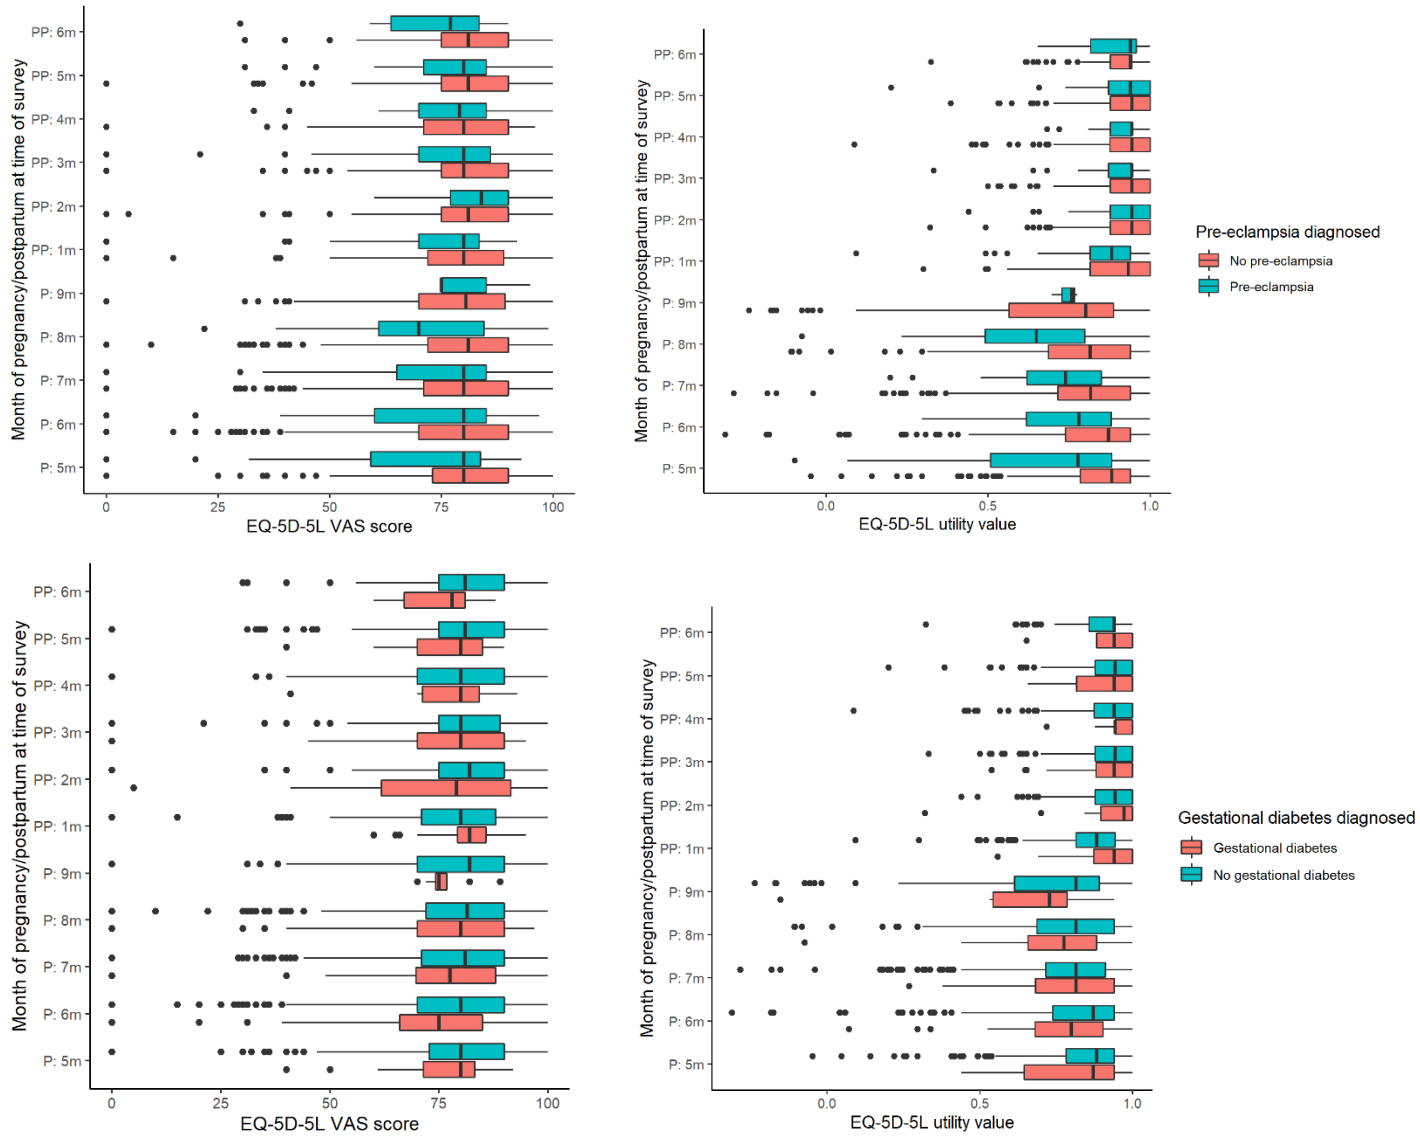 Month of pregnancy/postpartum at time of survey
PP: 6m
PP: 5m
PP: 4m
PP: 3m
PP: 2m
PP: 1m
P: 9m
P: 8m
P: 7m
P: 6m
P: 5m
0 25 50 75 100
EQ-5D-5L VAS score
Month of pregnancy/postpartum at time of survey
PP: 6m
PP: 5m
PP: 4m
PP: 3m
PP: 2m
PP: 1m
P: 9m
P: 8m
P: 7m
P: 6m
P: 5m
0.0 0.5 1.0
EQ-5D-5L utility value
Pre-eclampsia diagnosed
No pre-eclampsia
Pre-eclampsia
Month of pregnancy/postpartum at time of survey
PP: 6m
PP: 5m
PP: 4m
PP: 3m
PP: 2m
PP: 1m
P: 9m
P: 8m
P: 7m
P: 6m
P: 5m
0 25 50 75 100
EQ-5D-5L VAS score
Month of pregnancy/postpartum at time of survey
PP: 6m
PP: 5m
PP: 4m
PP: 3m
PP: 2m
PP: 1m
P: 9m
P: 8m
P: 7m
P: 6m
P: 5m
0.0 0.5 1.0
EQ-5D-5L utility value
Gestational diabetes diagnosed
Gestational diabetes
No gestational diabetes